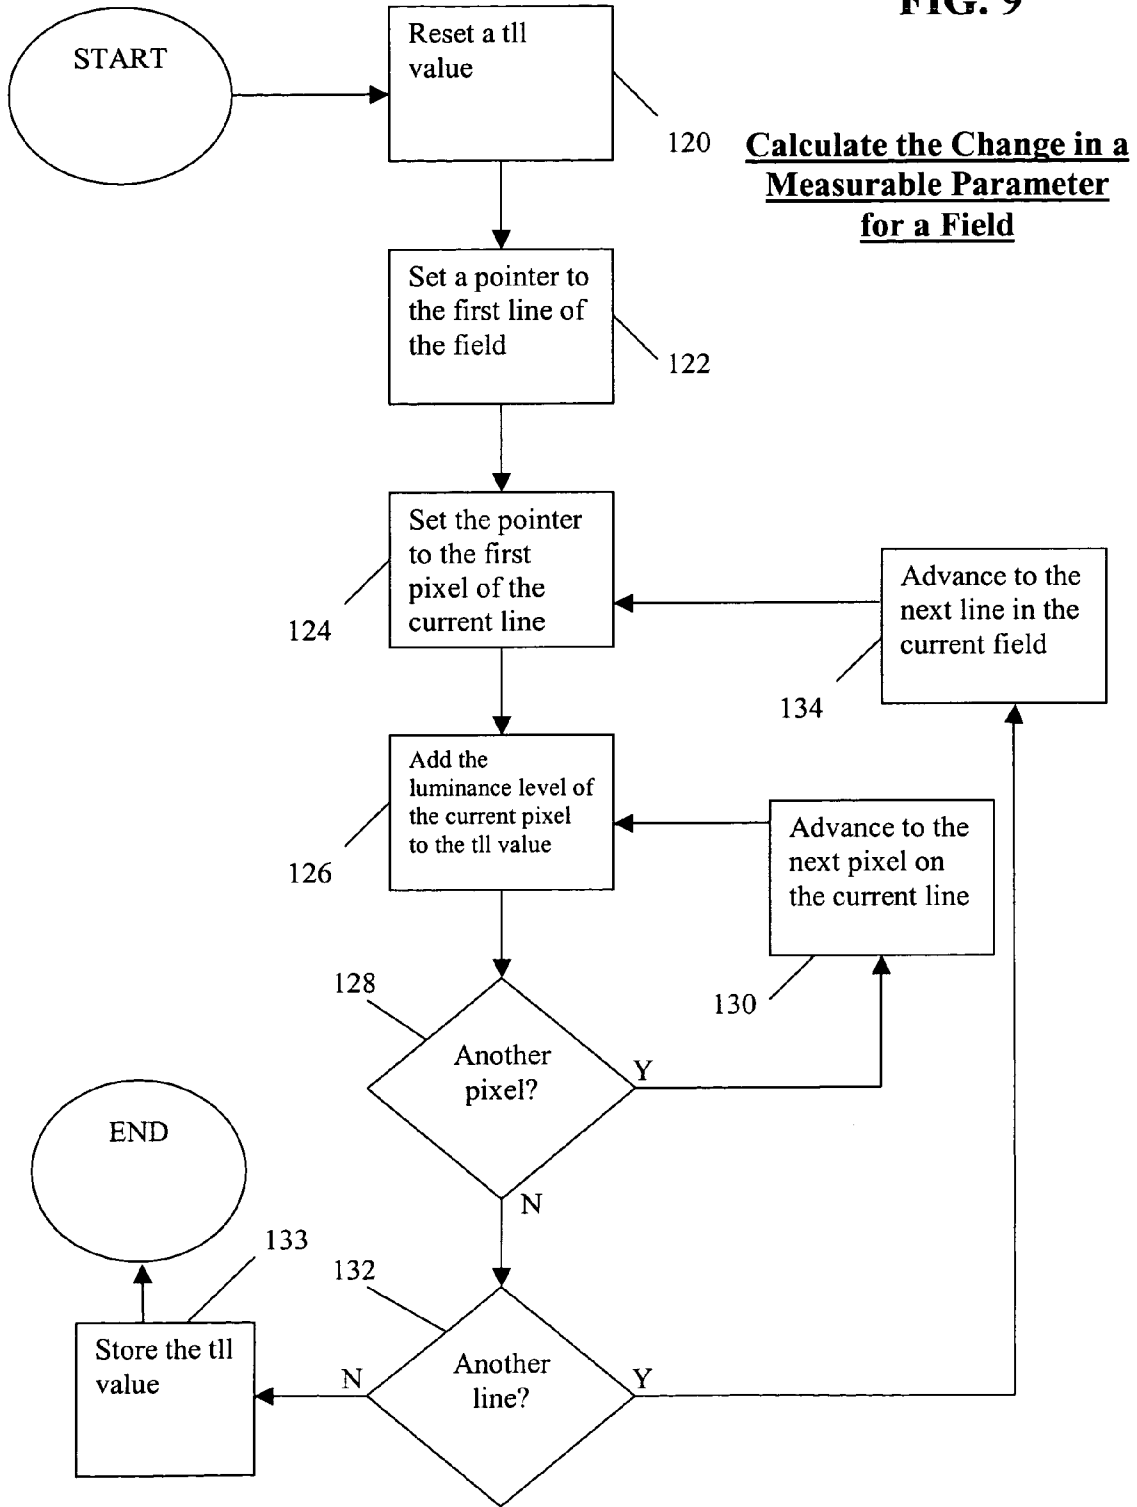 FIG. 9
START
Reset a tll
value
120
Calculate the Change in a
Measurable Parameter
for a Field
Set a pointer to
the first line of
the field
122
Set the pointer
to the first
pixel of the
current line
124
Advance to the
next line in the
current field
134
Add the
luminance level of
the current pixel
to the tll value
126
Advance to the
next pixel on
the current line
130
128
Another
pixel?
Y
N
END
133
132
Store the tll
value
N
Another
line?
Y